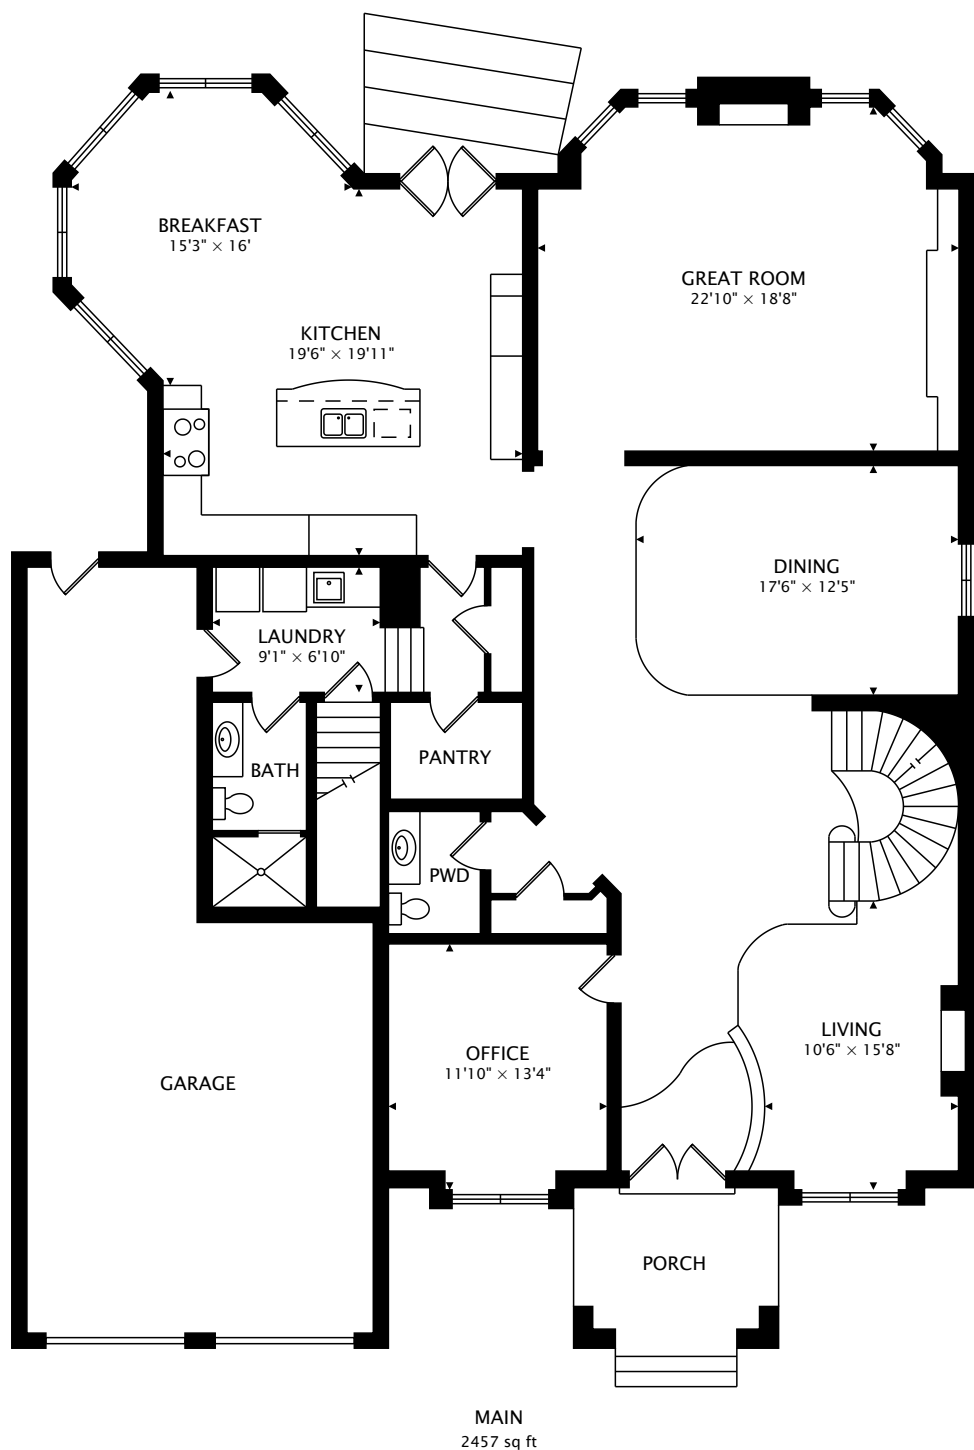 BREAKFAST
15'3" × 16'
GREAT ROOM
22'10" × 18'8"
KITCHEN
19'6" × 19'11"
DINING
17'6" × 12'5"
LAUNDRY
9'1" × 6'10"
PANTRY
BATH
PWD
LIVING
10'6" × 15'8"
OFFICE
11'10" × 13'4"
GARAGE
PORCH
MAIN
2457 sq ft